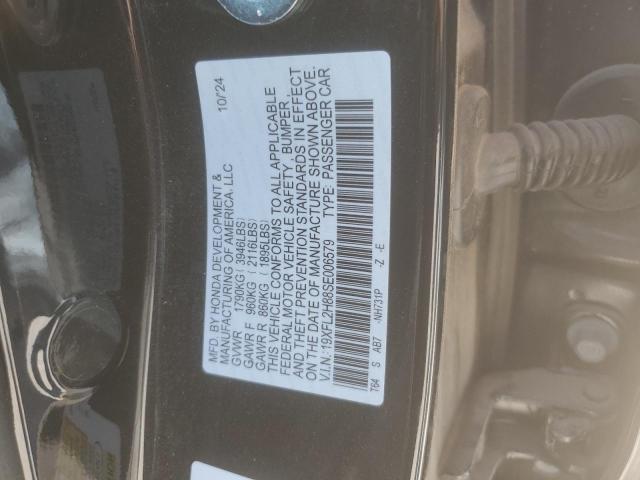 MFD. BY HONDA DEVELOPMENT &
MANUFACTURING OF AMERICA, LLC 10/'24
GVWR 1790KG ( 3946LBS)
GAWR F 960KG ( 2116LBS)
GAWR R 860KG ( 1895LBS)
THIS VEHICLE CONFORMS TO ALL APPLICABLE
FEDERAL MOTOR VEHICLE SAFETY, BUMPER,
AND THEFT PREVENTION STANDARDS IN EFFECT
ON THE DATE OF MANUFACTURE SHOWN ABOVE.
V.I.N.: 19XFL2H68SE006579 TYPE: PASSENGER CAR
T64 S AB7 -NH731P -Z -E